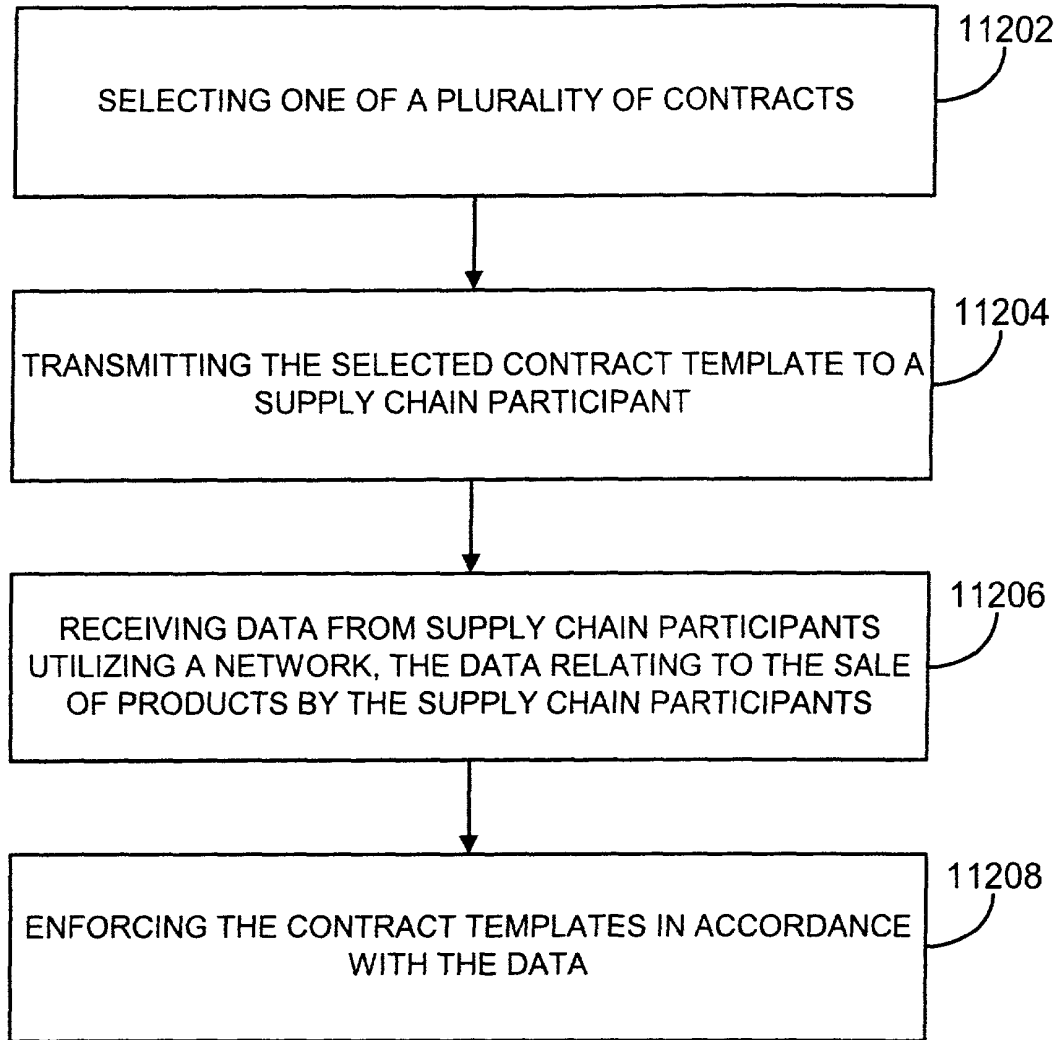 11202
SELECTING ONE OF A PLURALITY OF CONTRACTS
11204
TRANSMITTING THE SELECTED CONTRACT TEMPLATE TO A
SUPPLY CHAIN PARTICIPANT
11206
RECEIVING DATA FROM SUPPLY CHAIN PARTICIPANTS
UTILIZING A NETWORK, THE DATA RELATING TO THE SALE
OF PRODUCTS BY THE SUPPLY CHAIN PARTICIPANTS
11208
ENFORCING THE CONTRACT TEMPLATES IN ACCORDANCE
WITH THE DATA